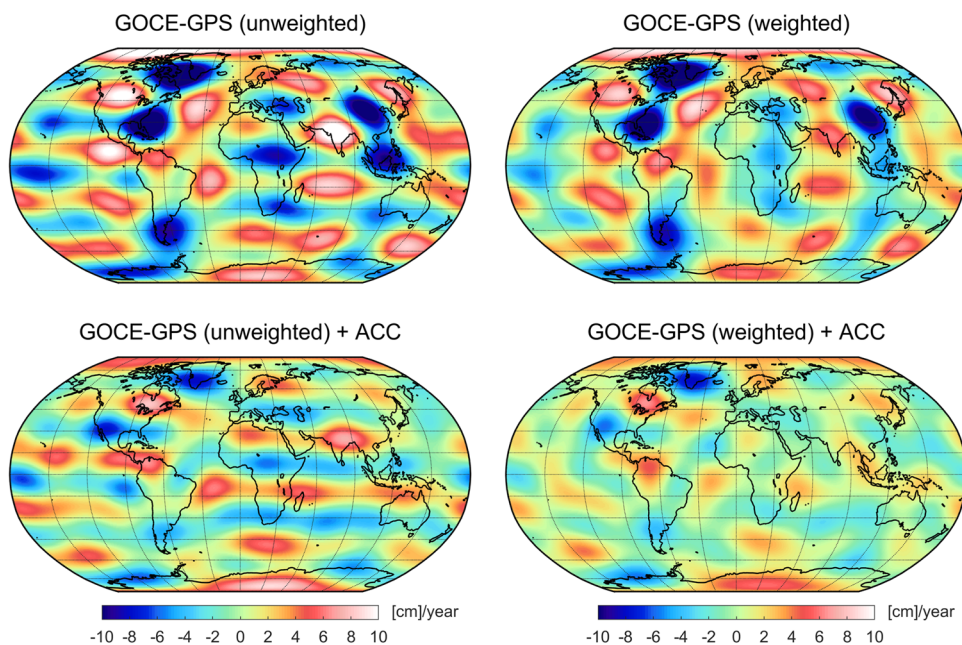 GOCE-GPS (unweighted)
GOCE-GPS (weighted)
GOCE-GPS (unweighted) + ACC
GOCE-GPS (weighted) + ACC
[cm]/year
-10 -8 -6 -4 -2 0 2 4 6 8 10
[cm]/year
-10 -8 -6 -4 -2 0 2 4 6 8 10